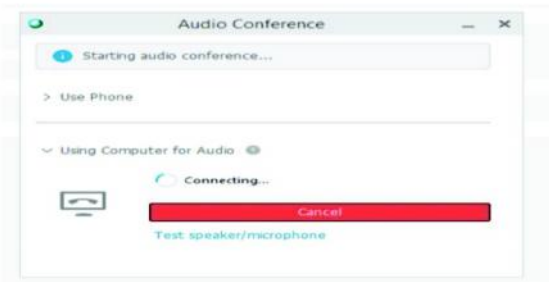 Audio Conference
Starting audio conference...
Use Phone
Using Computer for Audio
Connecting...
Cancel
Test speaker/microphone